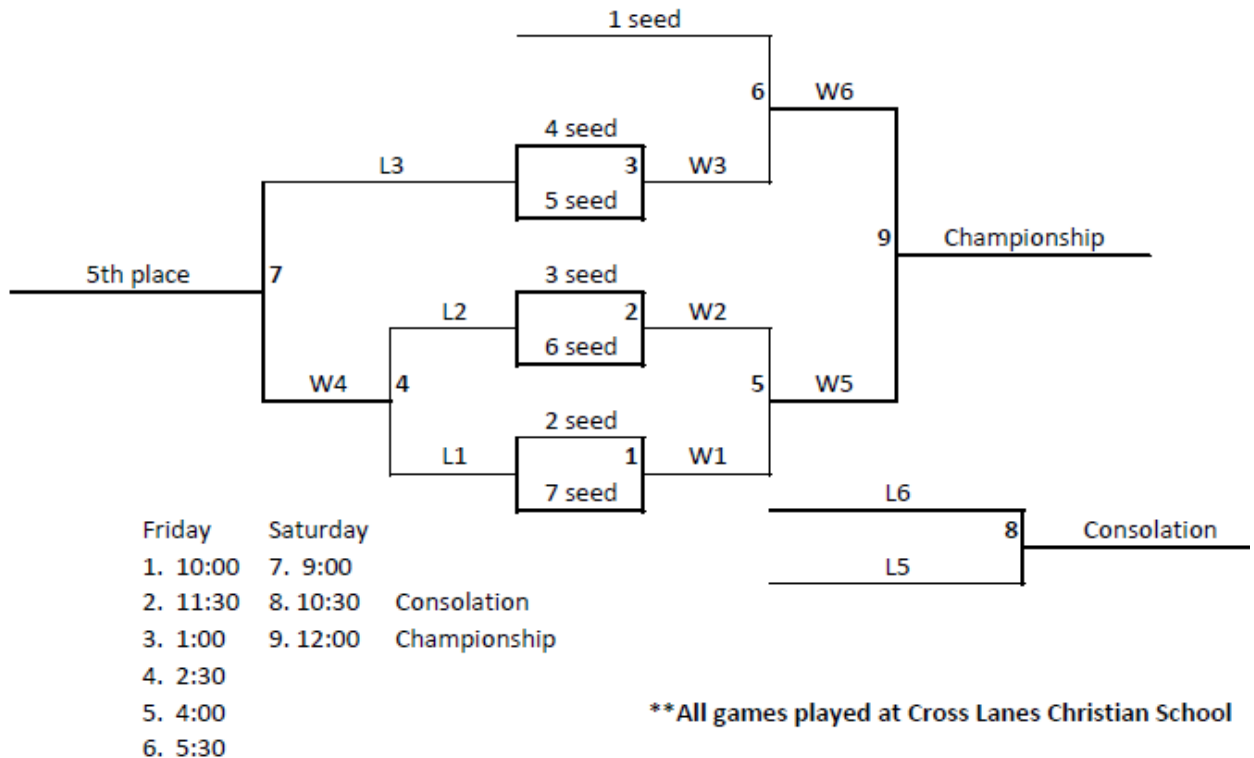 1 seed
6 W6
4 seed
L3 3 W3
5 seed
9 Championship
5th place 7 3 seed
L2 2 W2
6 seed
W4 4 5 W5
2 seed
L1 1 W1
7 seed L6
Friday Saturday 8 Consolation
1. 10:00 7. 9:00 L5
2. 11:30 8. 10:30 Consolation
3. 1:00 9. 12:00 Championship
4. 2:30
5. 4:00 **All games played at Cross Lanes Christian School
6. 5:30